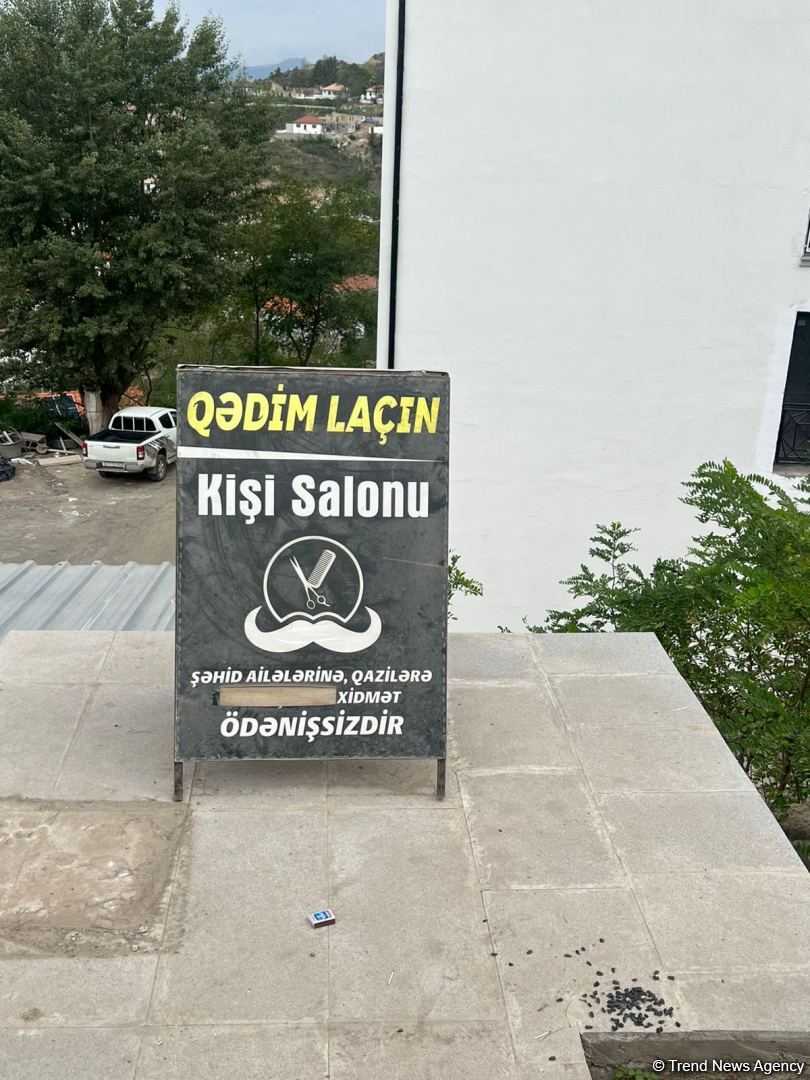 QƏDİM LAÇIN
Kişi Salonu
ŞƏHİD AİLƏLƏRİNƏ, QAZİLƏRƏ
XİDMƏT
ÖDƏNİŞSİZDİR
© Trend News Agency